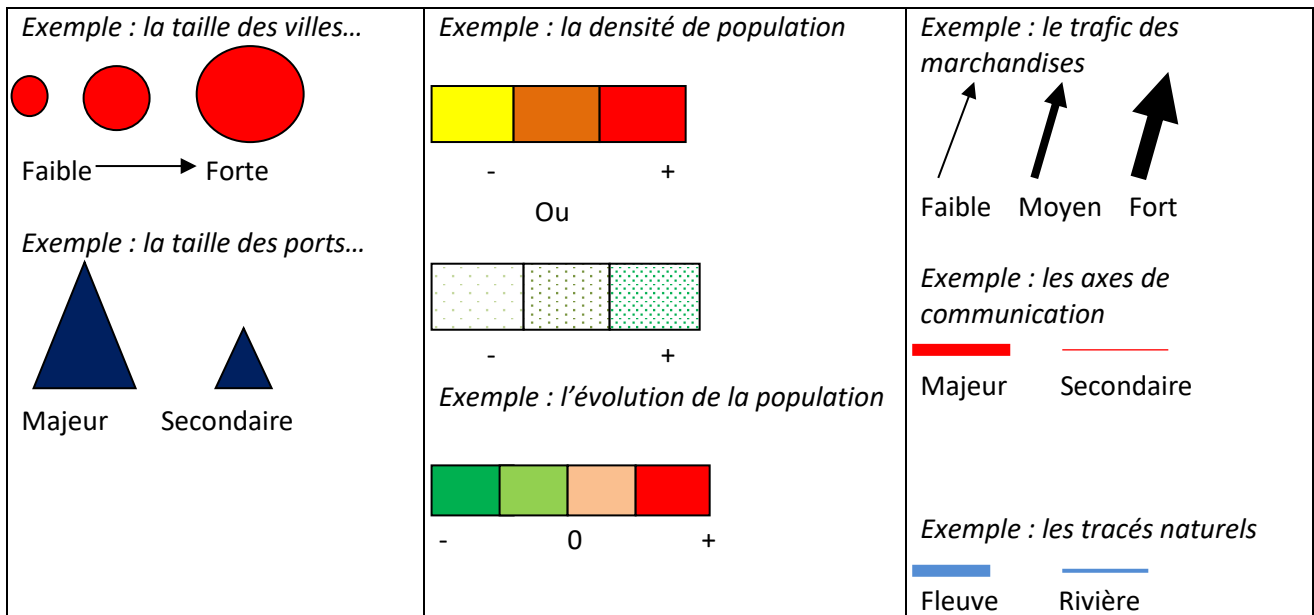 Exemple : la taille des villes…
Faible Forte
Exemple : la taille des ports…
Majeur Secondaire
Exemple : la densité de population
- +
Ou
- +
Exemple : l’évolution de la population
- 0 +
Exemple : le trafic des
marchandises
Faible Moyen Fort
Exemple : les axes de
communication
Majeur Secondaire
Exemple : les tracés naturels
Fleuve Rivière